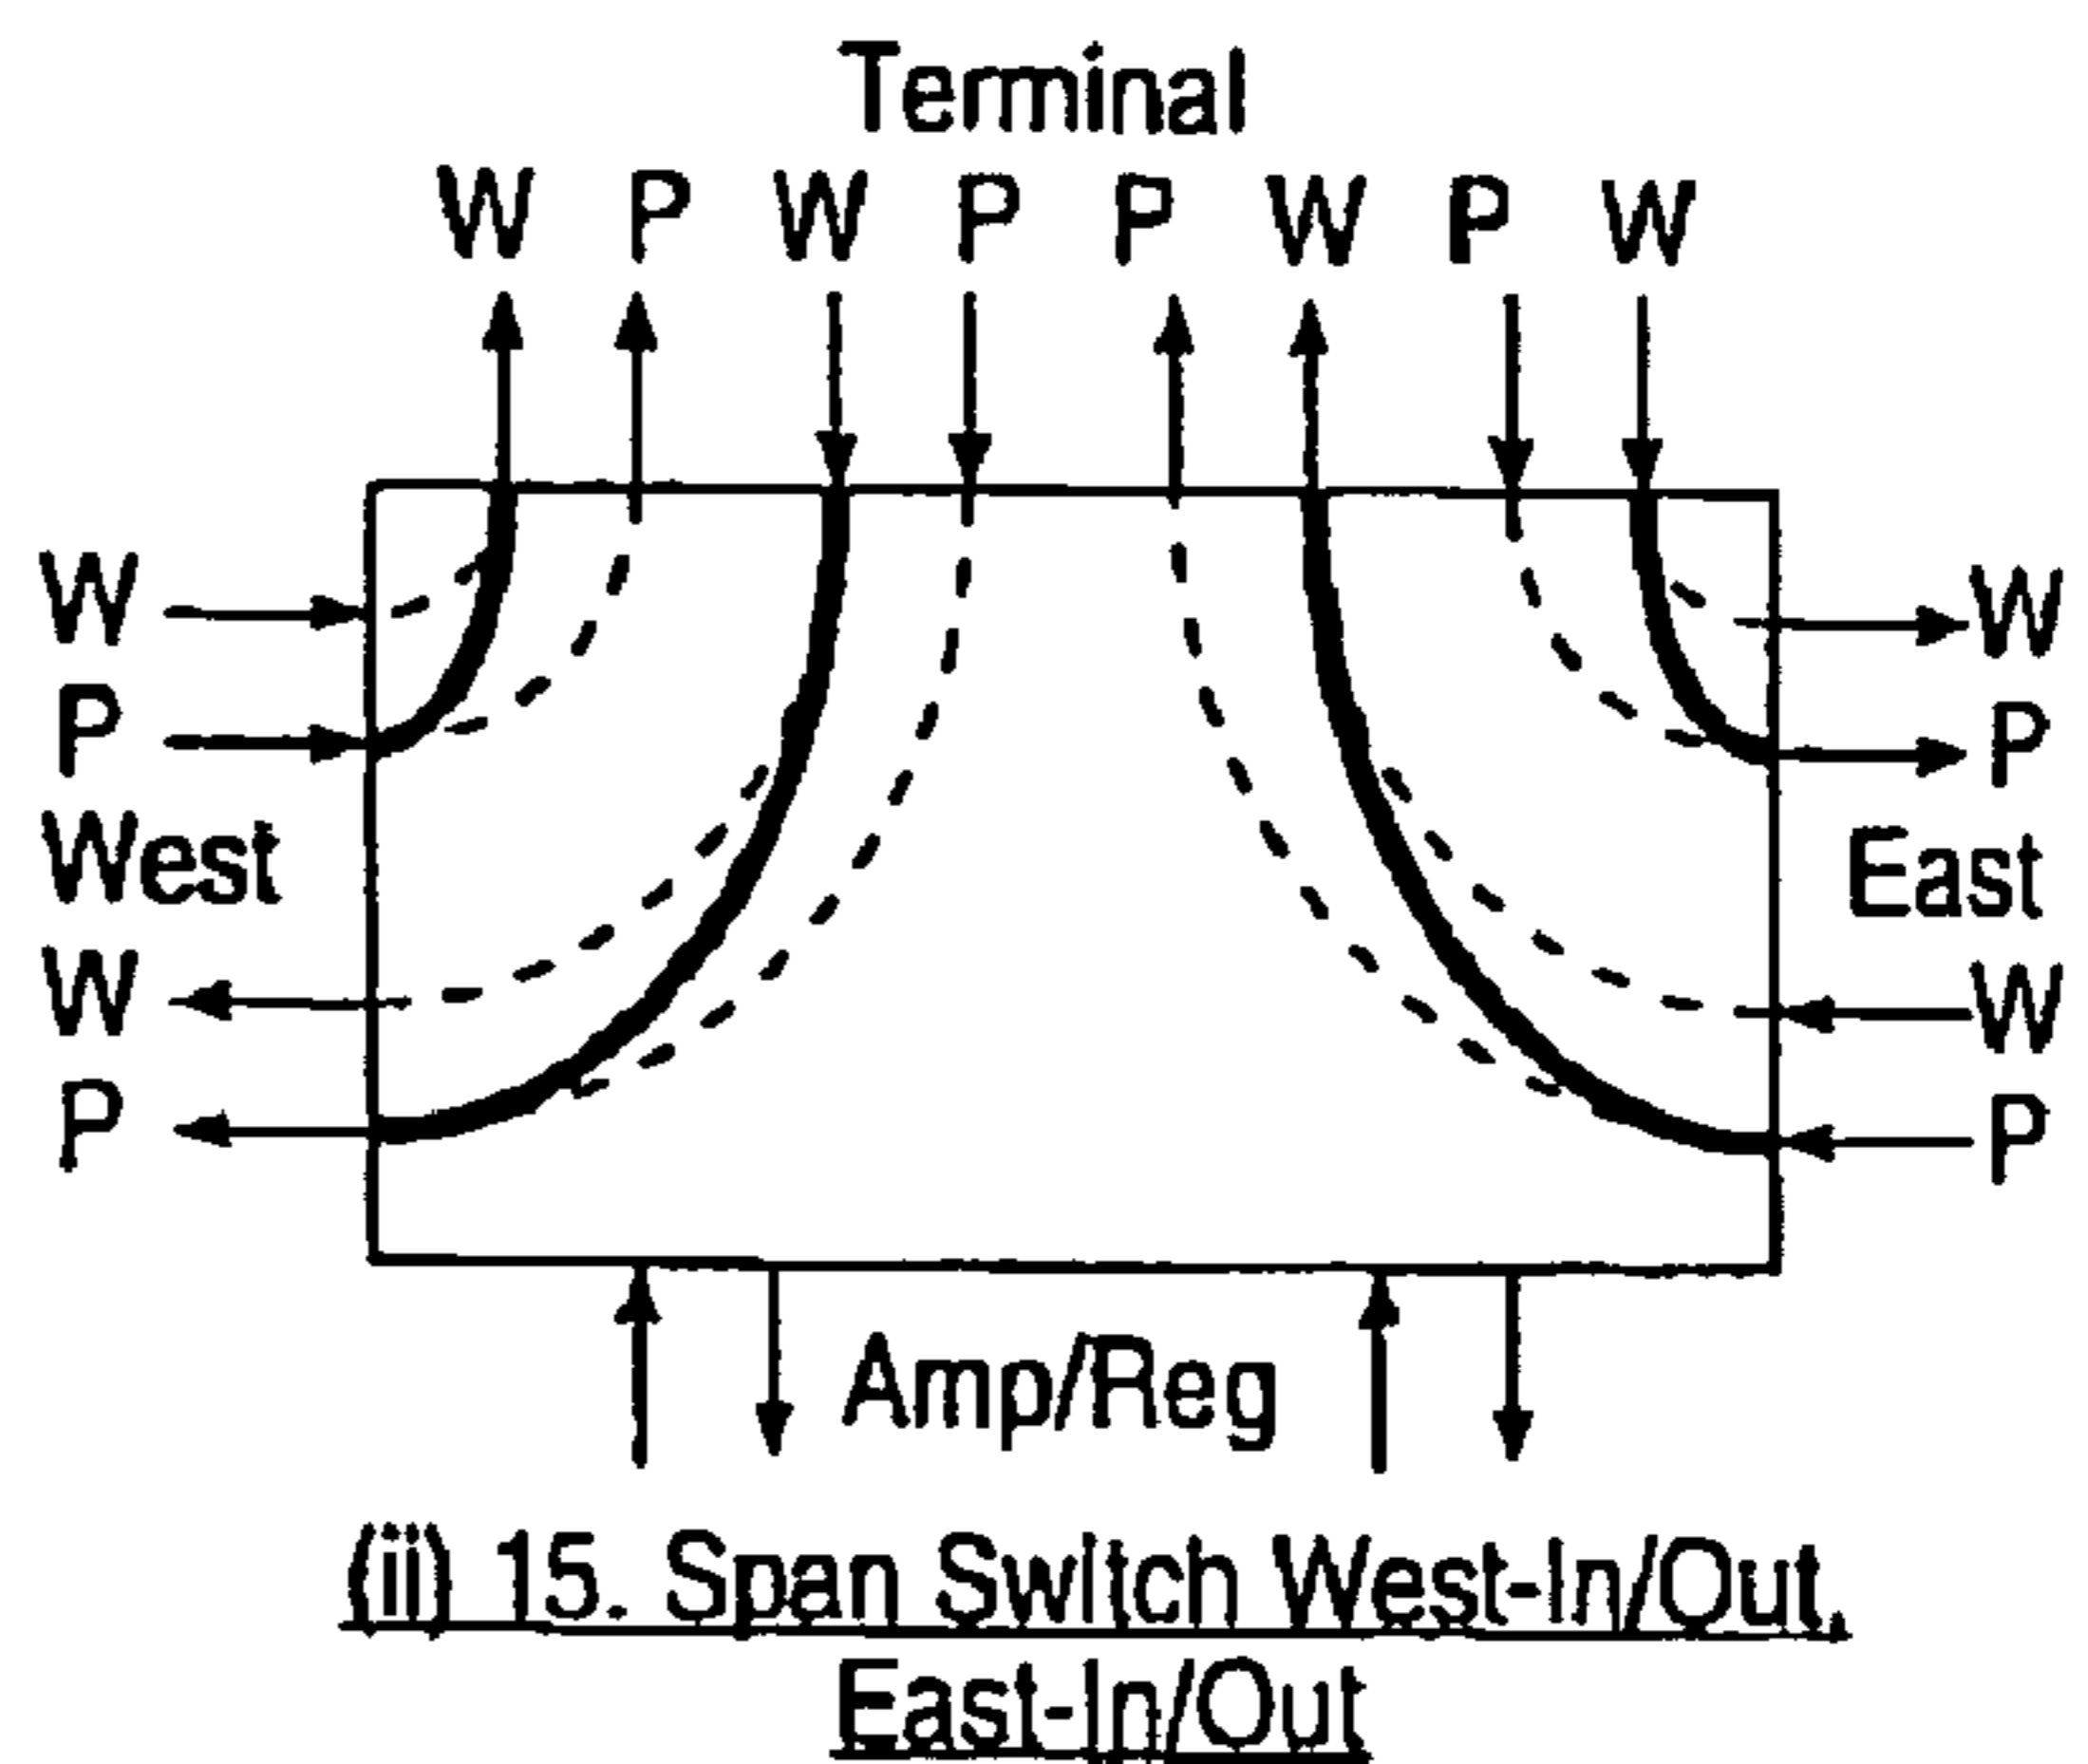 Terminal
W P W P P W P W
W W
P P
West East
W W
P P
Amp/Reg
(ii) 15. Span Switch West-In/Out,
East-In/Out